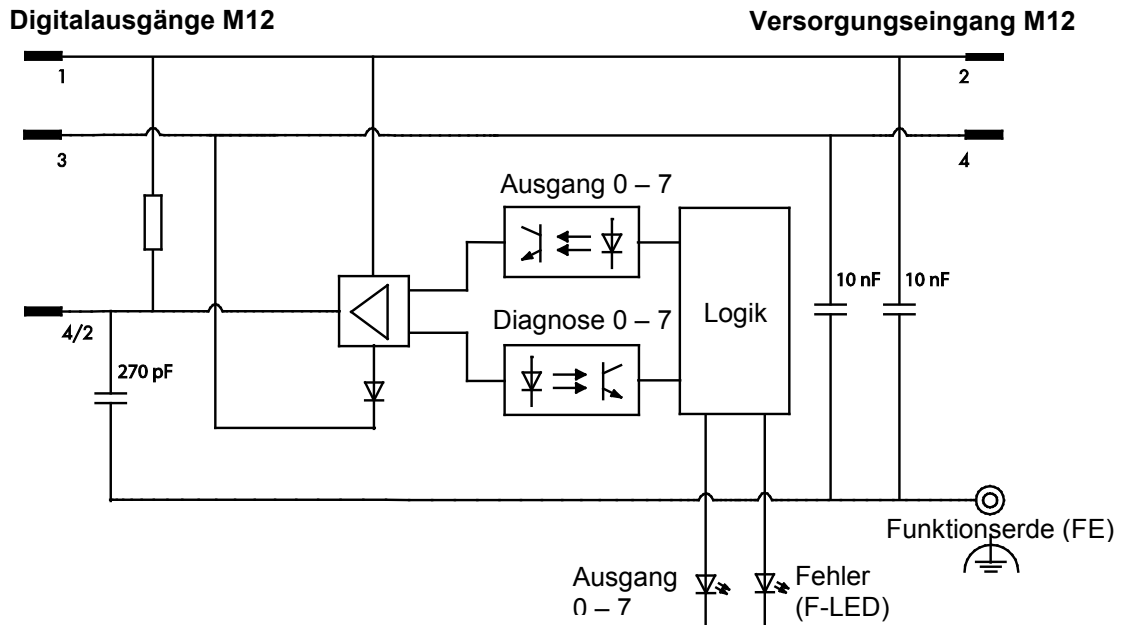 Digitalausgänge M12
Versorgungseingang M12
1
2
3
4
Ausgang 0 – 7
10 nF
10 nF
Logik
4/2
Diagnose 0 – 7
270 pF
Funktionserde (FE)
Ausgang
0 – 7
Fehler
(F-LED)